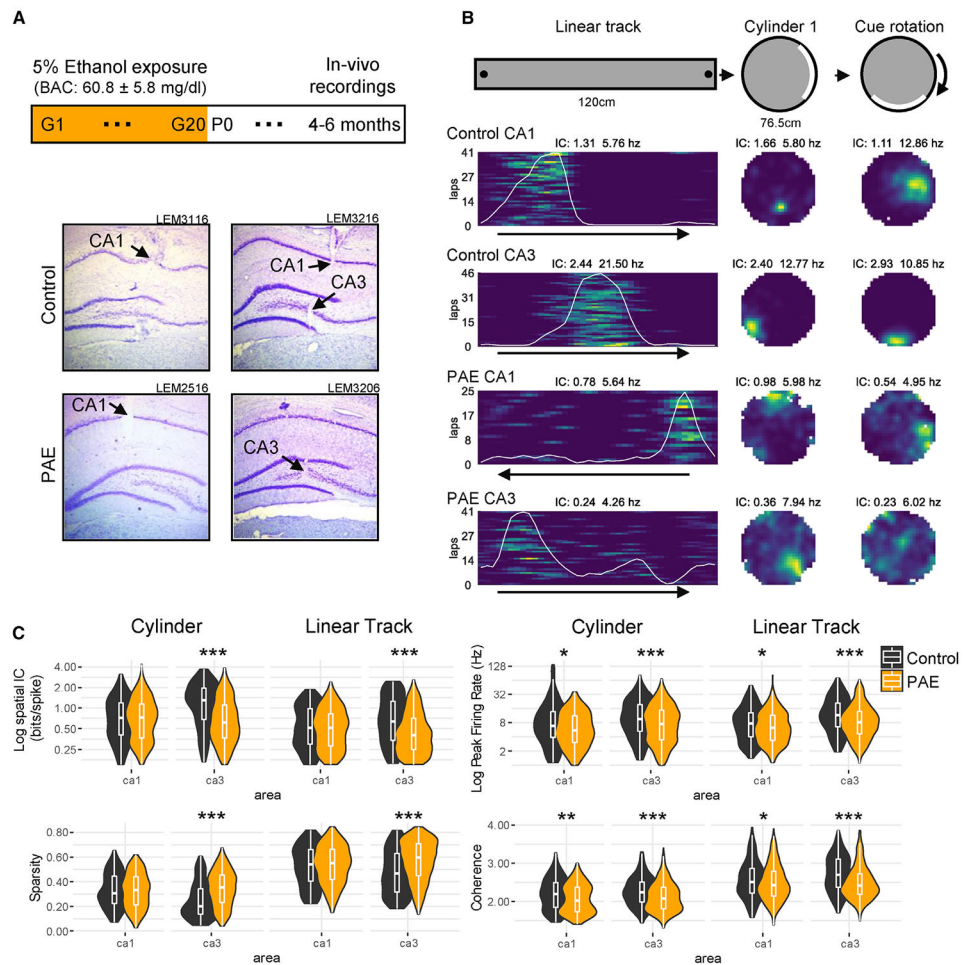 A
5% Ethanol exposure
(BAC: 60.8 ± 5.8 mg/dl)
In-vivo
recordings
G1 ... G20 P0 ... 4-6 months
LEM3116
LEM3216
Control
CA1
CA1
CA3
LEM2516
LEM3206
PAE
CA1
CA3
B
Linear track
Cylinder 1
Cue rotation
120cm
76.5cm
Control CA1
IC: 1.31 5.76 hz
IC: 1.66 5.80 hz
IC: 1.11 12.86 hz
laps
41
27
14
0
Control CA3
IC: 2.44 21.50 hz
IC: 2.40 12.77 hz
IC: 2.93 10.85 hz
laps
46
31
15
0
PAE CA1
IC: 0.78 5.64 hz
IC: 0.98 5.98 hz
IC: 0.54 4.95 hz
laps
25
17
8
0
PAE CA3
IC: 0.24 4.26 hz
IC: 0.36 7.94 hz
IC: 0.23 6.02 hz
laps
41
27
14
0
C
Cylinder
Linear Track
*** ***
Log spatial IC
(bits/spike)
4.00
2.00
1.00
0.50
0.25
ca1 ca3 ca1 ca3
area
Cylinder
Linear Track
* *** * ***
Log Peak Firing Rate (Hz)
128
32
8
2
ca1 ca3 ca1 ca3
area
Control
PAE
*** ***
Sparsity
0.80
0.60
0.40
0.20
0.00
ca1 ca3 ca1 ca3
area
** *** * ***
Coherence
4.00
3.00
2.00
ca1 ca3 ca1 ca3
area